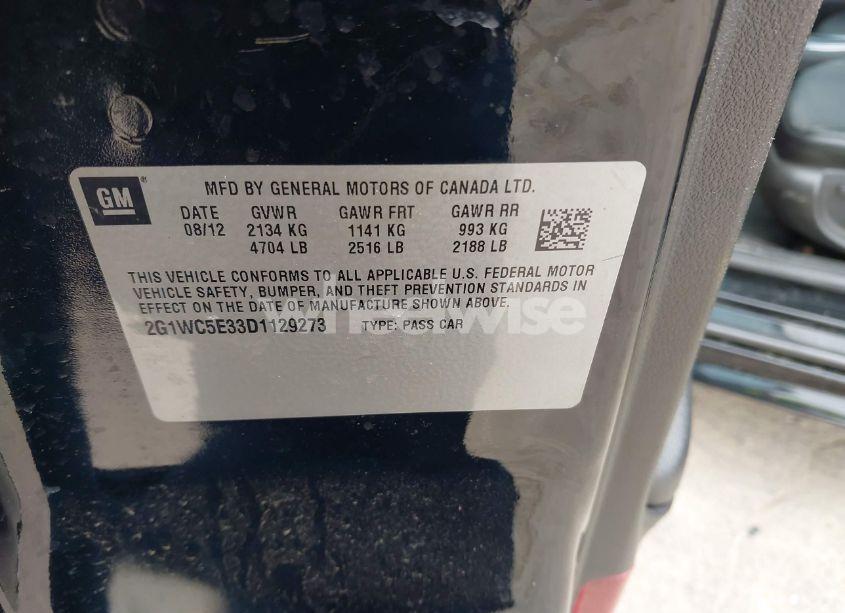 GM
MFD BY GENERAL MOTORS OF CANADA LTD.
DATE GVWR GAWR FRT GAWR RR
08/12 2134 KG 1141 KG 993 KG
4704 LB 2516 LB 2188 LB
THIS VEHICLE CONFORMS TO ALL APPLICABLE U.S. FEDERAL MOTOR
VEHICLE SAFETY, BUMPER, AND THEFT PREVENTION STANDARDS IN
EFFECT ON THE DATE OF MANUFACTURE SHOWN ABOVE.
2G1WC5E33D1129273 TYPE: PASS CAR
wheelwise